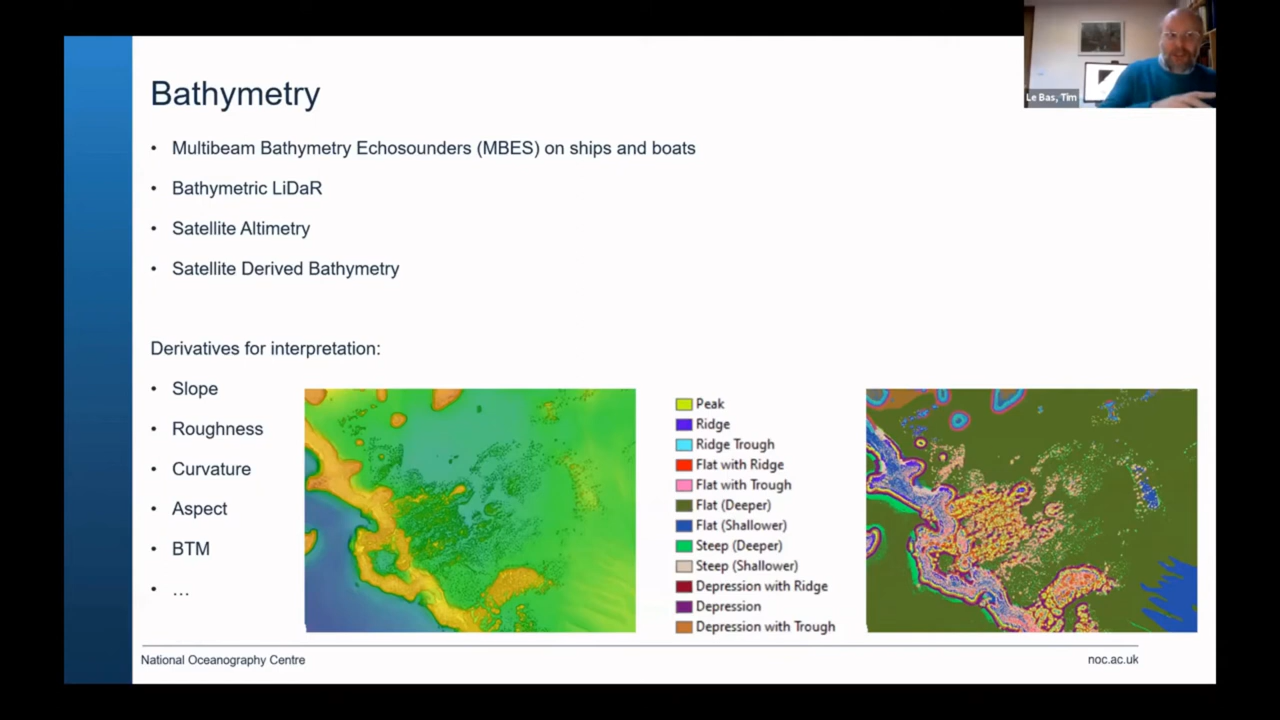 Le Bas, Tim
Bathymetry
• Multibeam Bathymetry Echosounders (MBES) on ships and boats
• Bathymetric LiDaR
• Satellite Altimetry
• Satellite Derived Bathymetry
Derivatives for interpretation:
• Slope
• Roughness
• Curvature
• Aspect
• BTM
• …
Peak
Ridge
Ridge Trough
Flat with Ridge
Flat with Trough
Flat (Deeper)
Flat (Shallower)
Steep (Deeper)
Steep (Shallower)
Depression with Ridge
Depression
Depression with Trough
National Oceanography Centre
noc.ac.uk